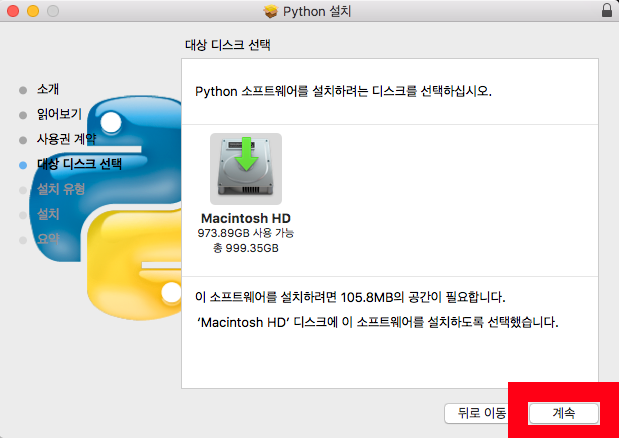 Python 설치
대상 디스크 선택
소개
읽어보기
사용권 계약
대상 디스크 선택
설치 유형
설치
요약
Python 소프트웨어를 설치하려는 디스크를 선택하십시오.
Macintosh HD
973.89GB 사용 가능
총 999.35GB
이 소프트웨어를 설치하려면 105.8MB의 공간이 필요합니다.
‘Macintosh HD’ 디스크에 이 소프트웨어를 설치하도록 선택했습니다.
뒤로 이동
계속